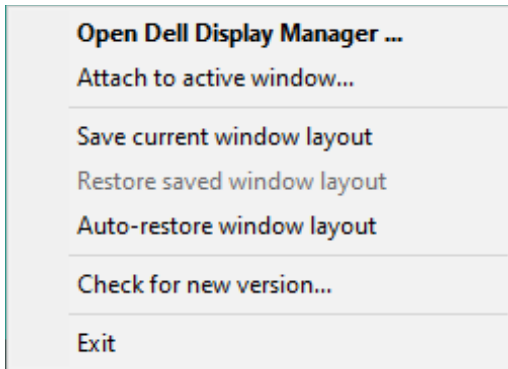 Open Dell Display Manager ...
Attach to active window...
Save current window layout
Restore saved window layout
Auto-restore window layout
Check for new version...
Exit